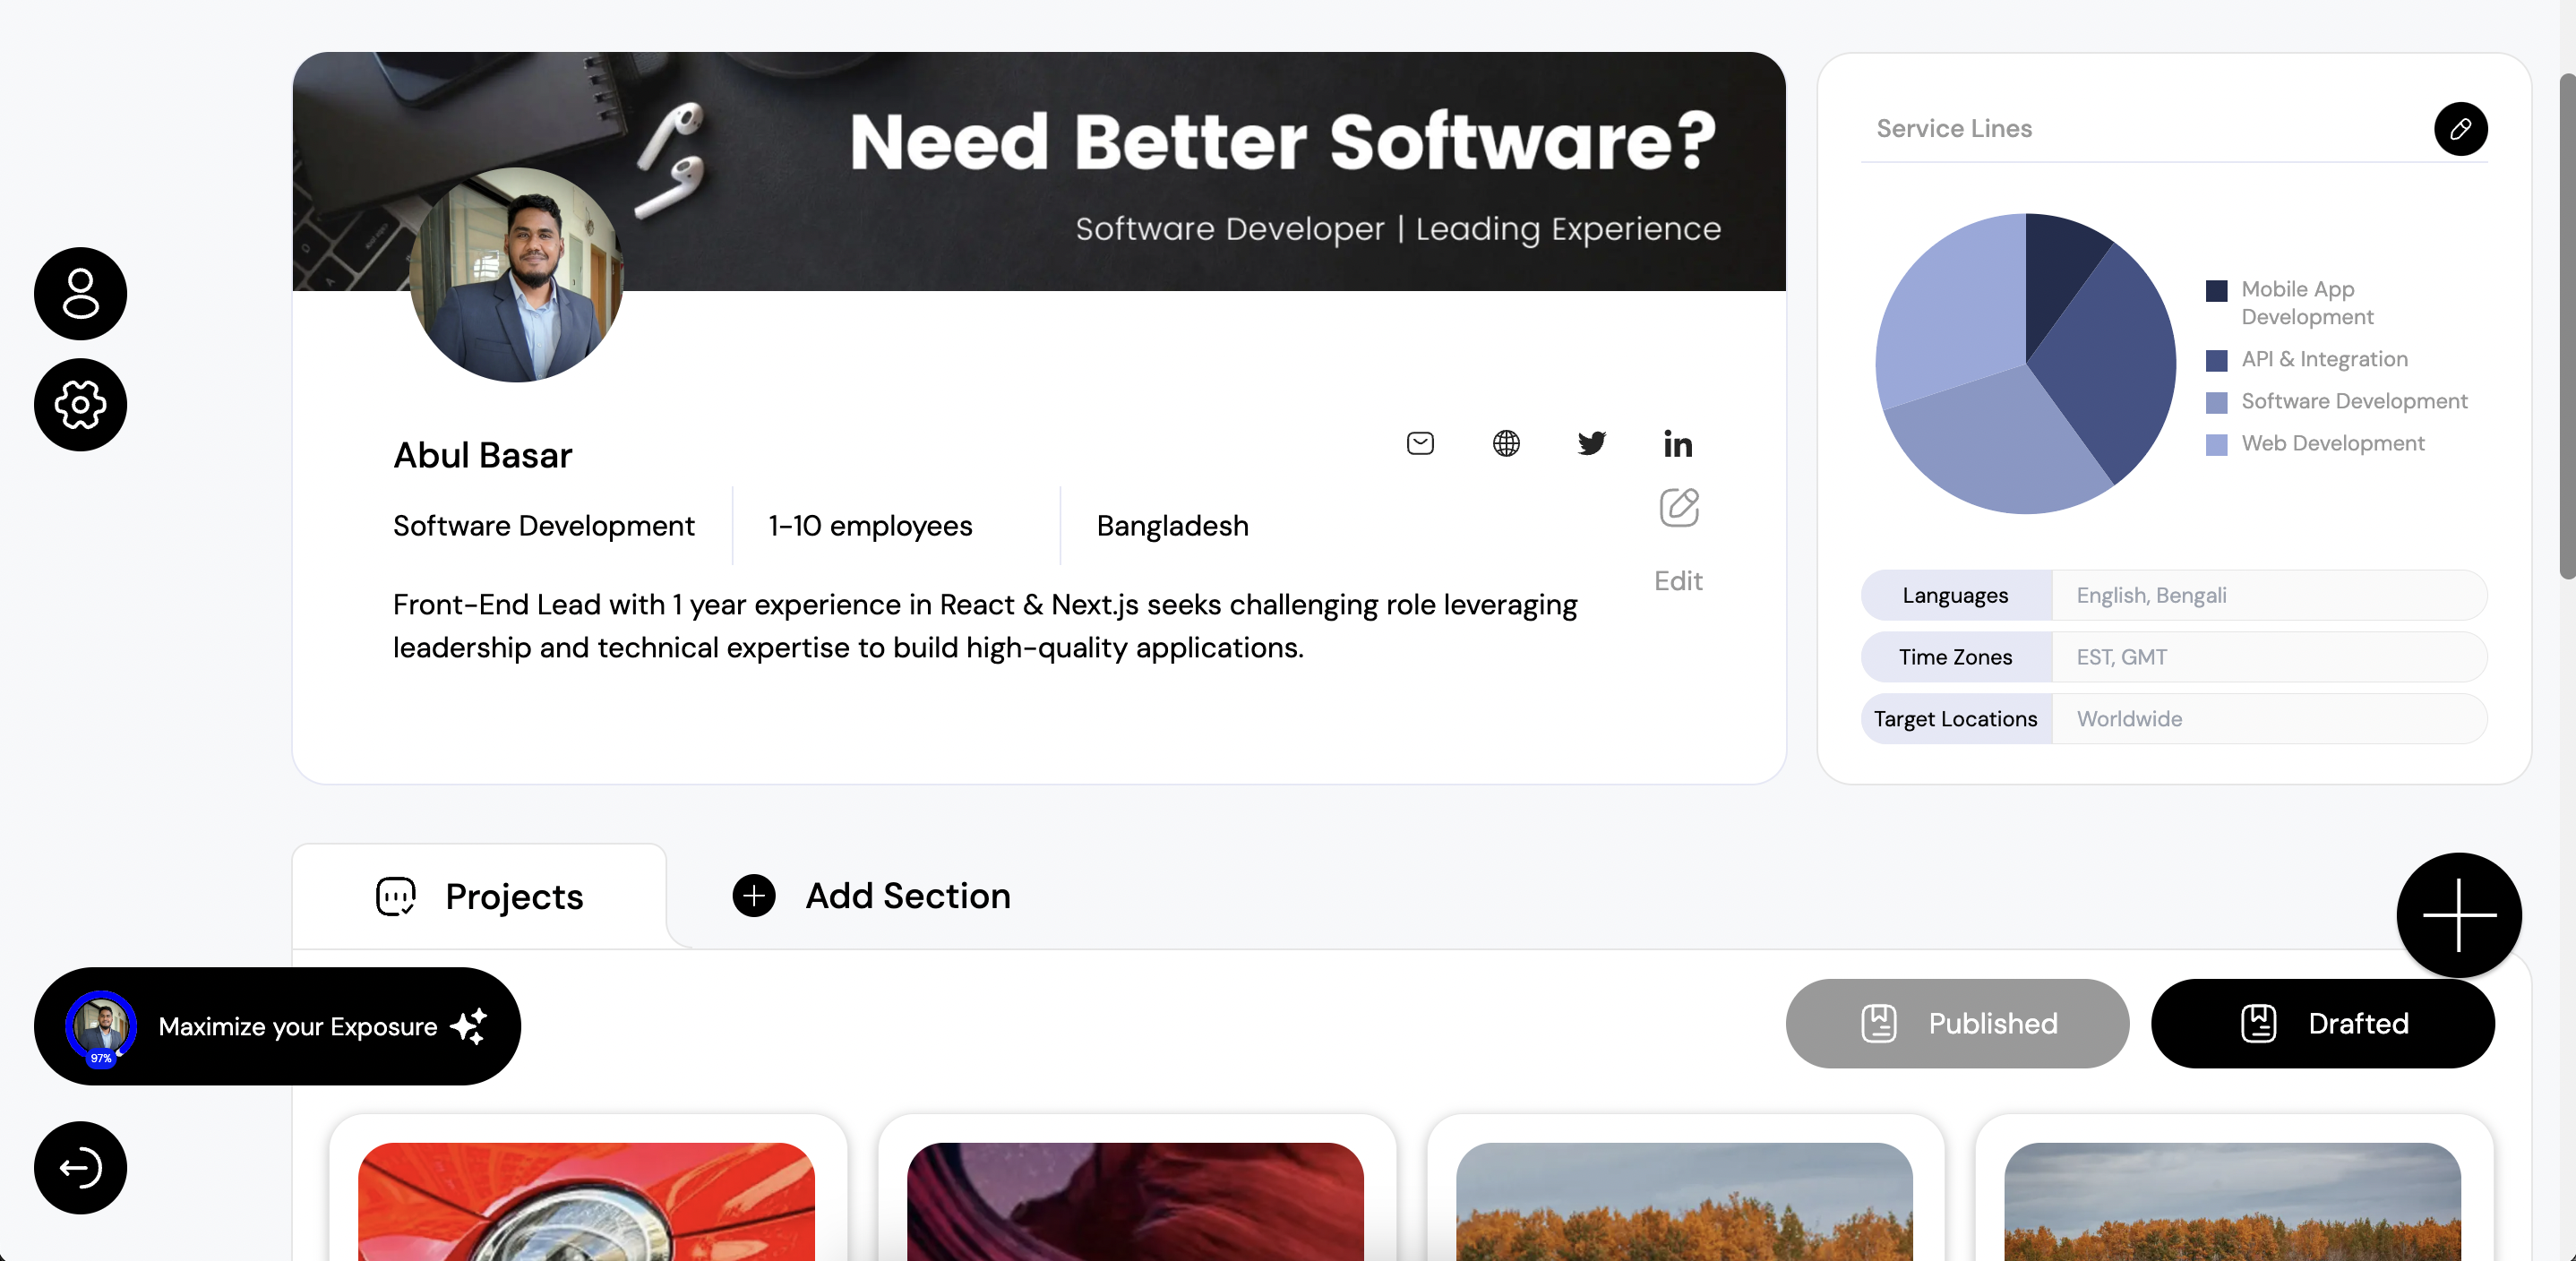 Need Better Software?
Software Developer | Leading Experience
Abul Basar
Software Development
1-10 employees
Bangladesh
Edit
Front-End Lead with 1 year experience in React & Next.js seeks challenging role leveraging
leadership and technical expertise to build high-quality applications.
Service Lines
Mobile App
Development
API & Integration
Software Development
Web Development
Languages
English, Bengali
Time Zones
EST, GMT
Target Locations
Worldwide
Projects
Add Section
97%
Maximize your Exposure
Published
Drafted